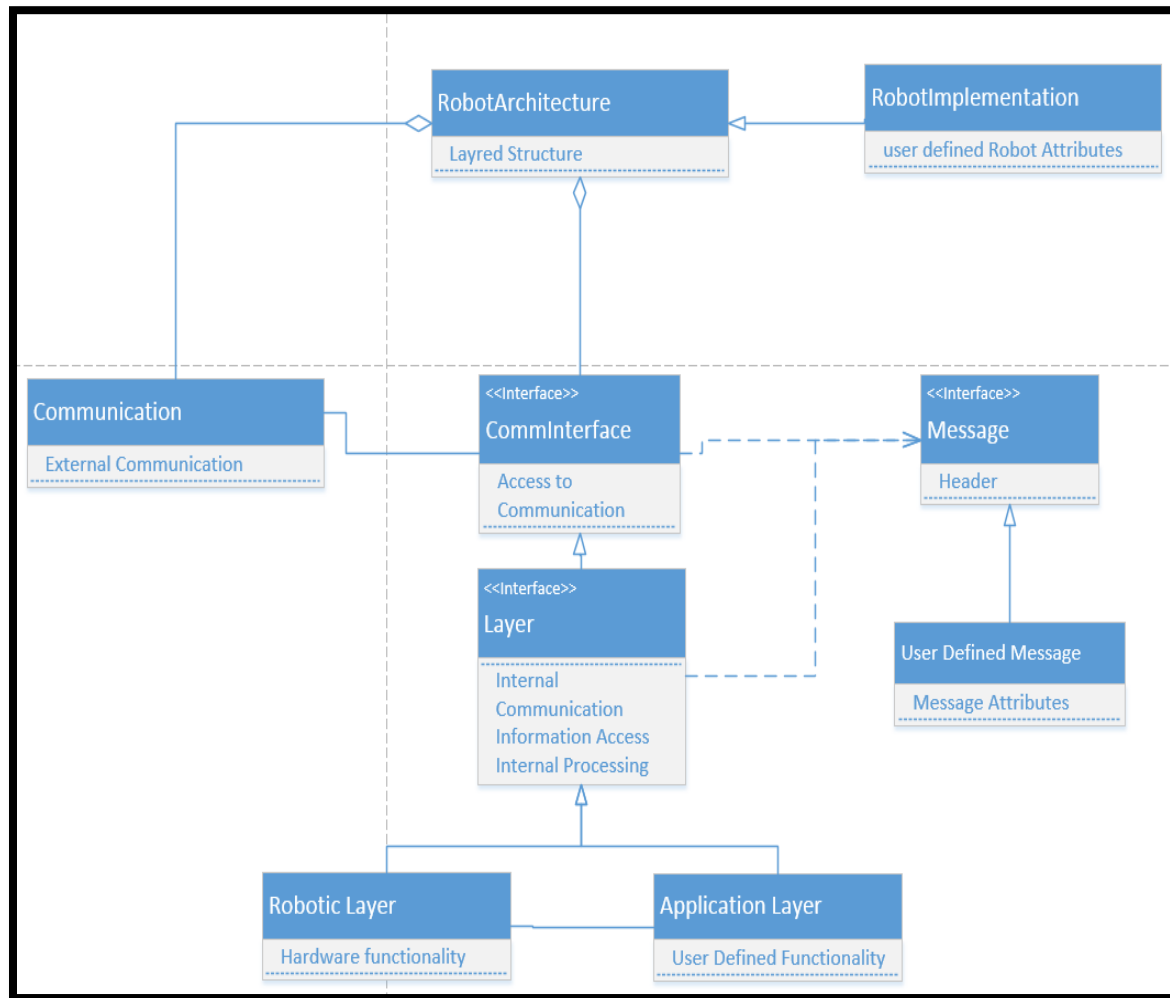 RobotArchitecture
Layred Structure
RobotImplementation
user defined Robot Attributes
Communication
External Communication
<<Interface>>
CommInterface
Access to
Communication
<<Interface>>
Message
Header
<<Interface>>
Layer
Internal
Communication
Information Access
Internal Processing
User Defined Message
Message Attributes
Robotic Layer
Hardware functionality
Application Layer
User Defined Functionality